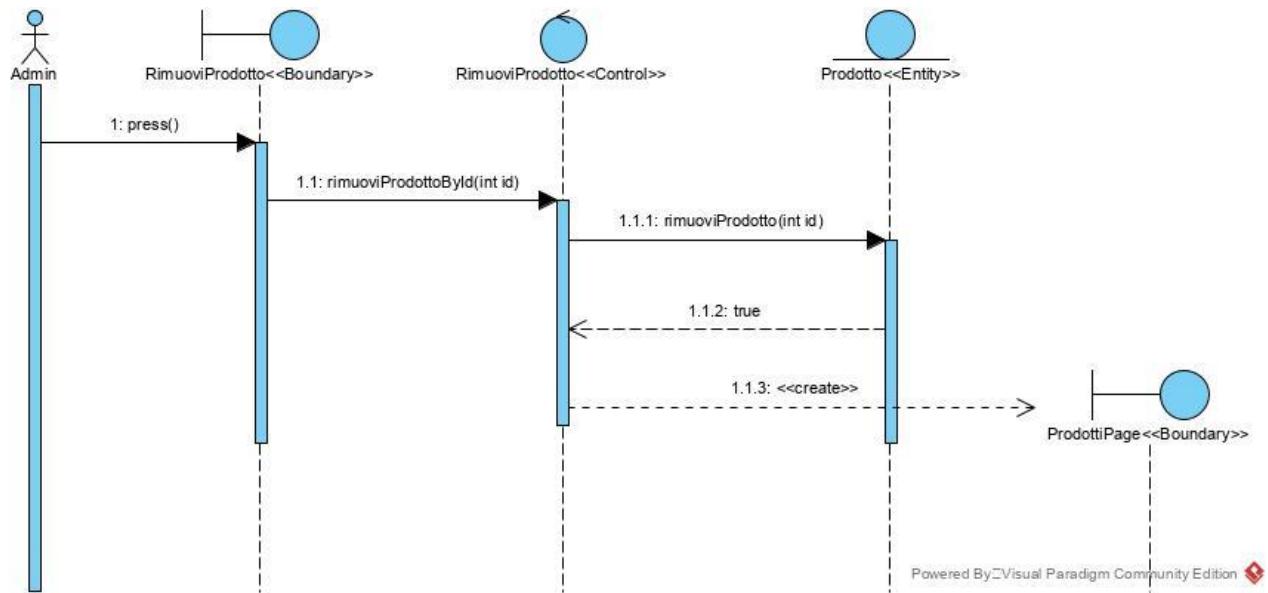 Admin
RimuoviProdotto<<Boundary>>
RimuoviProdotto<<Control>>
Prodotto<<Entity>>
1: press()
1.1: rimuoviProdottoById(int id)
1.1.1: rimuoviProdotto(int id)
1.1.2: true
1.1.3: <<create>>
ProdottiPage<<Boundary>>
Powered By Visual Paradigm Community Edition